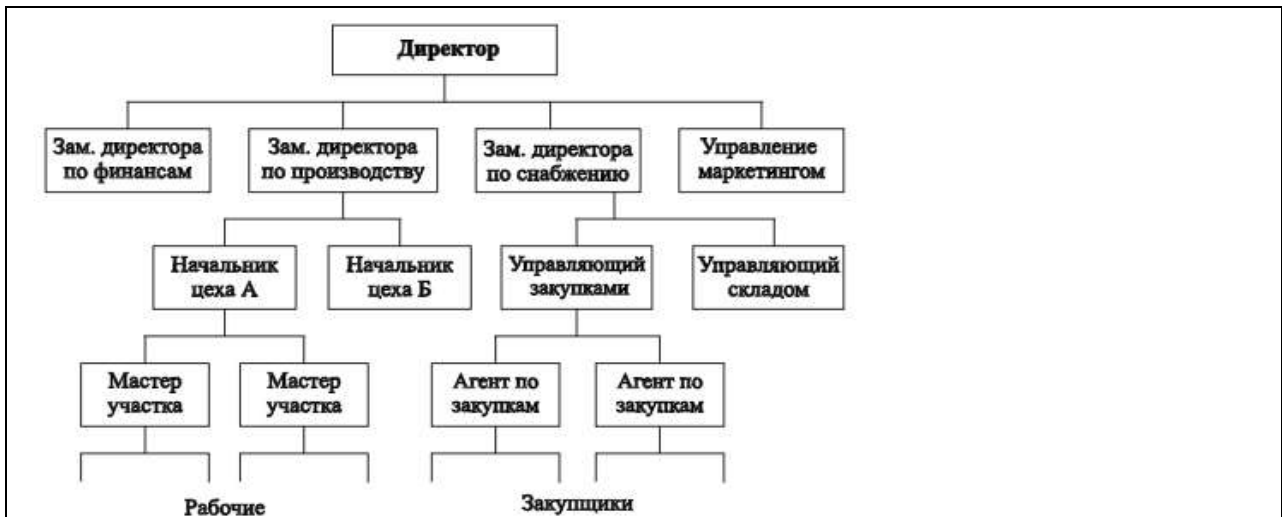 Директор
Зам. директора
по финансам
Зам. директора
по производству
Зам. директора
по снабжению
Управление
маркетингом
Начальник
цеха А
Начальник
цеха Б
Управляющий
закупками
Управляющий
складом
Мастер
участка
Мастер
участка
Агент по
закупкам
Агент по
закупкам
Рабочие
Закупщики